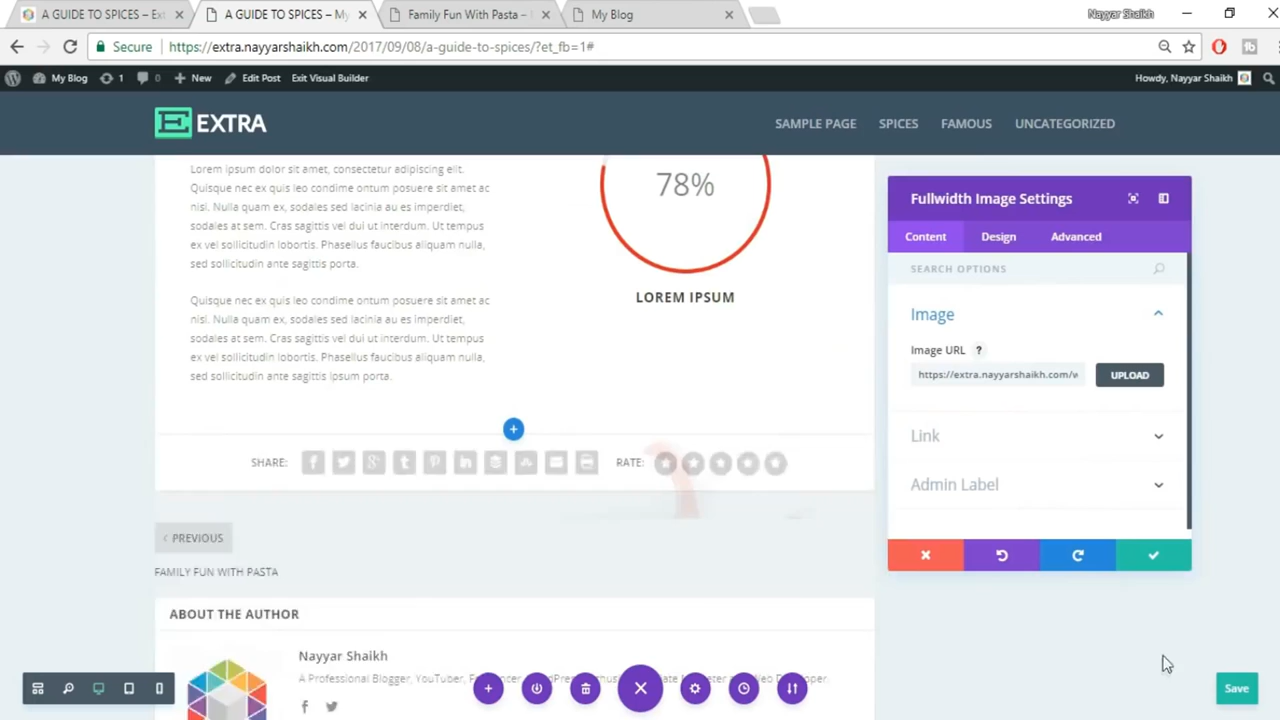 A GUIDE TO SPICES – Ext
A GUIDE TO SPICES – My
Family Fun With Pasta –
My Blog
Nayyar Shaikh
Secure
https://extra.nayyarshaikh.com/2017/09/08/a-guide-to-spices/?et_fb=1#
My Blog
1
0
New
Edit Post
Exit Visual Builder
Howdy, Nayyar Shaikh
EXTRA
SAMPLE PAGE
SPICES
FAMOUS
UNCATEGORIZED
Lorem ipsum dolor sit amet, consectetur adipiscing elit.
Quisque nec ex quis leo condime ontum posuere sit amet ac
nisi. Nulla quam ex, sodales sed lacinia eu mi imperdiet,
sodales at sem. Cras sagittis vel dui ut interdum. Ut tempus
ex vel sollicitudin lobortis. Phasellus faucibus aliquam nulla,
sed sollicitudin ante sagittis porta.
Quisque nec ex quis leo condime ontum posuere sit amet ac
nisi. Nulla quam ex, sodales sed lacinia eu mi imperdiet,
sodales at sem. Cras sagittis vel dui ut interdum. Ut tempus
ex vel sollicitudin lobortis. Phasellus faucibus aliquam nulla,
sed sollicitudin ante sagittis ipsum porta.
78%
LOREM IPSUM
SHARE:
RATE:
PREVIOUS
FAMILY FUN WITH PASTA
ABOUT THE AUTHOR
Nayyar Shaikh
A Professional Blogger, YouTuber,
Fullwidth Image Settings
Content
Design
Advanced
SEARCH OPTIONS
Image
Image URL ?
https://extra.nayyarshaikh.com/w
UPLOAD
Link
Admin Label
Save